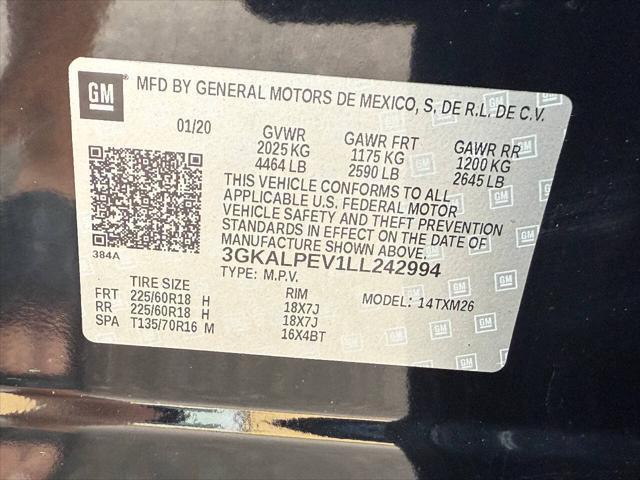 GM
MFD BY GENERAL MOTORS DE MEXICO, S. DE R.L. DE C.V.
01/20 GVWR GAWR FRT GAWR RR
2025 KG 1175 KG 1200 KG
4464 LB 2590 LB 2645 LB
THIS VEHICLE CONFORMS TO ALL
APPLICABLE U.S. FEDERAL MOTOR
VEHICLE SAFETY AND THEFT PREVENTION
STANDARDS IN EFFECT ON THE DATE OF
MANUFACTURE SHOWN ABOVE.
384A
3GKALPEV1LL242994
TYPE: M.P.V.
TIRE SIZE RIM MODEL: 14TXM26
FRT 225/60R18 H 18X7J
RR 225/60R18 H 18X7J
SPA T135/70R16 M 16X4BT